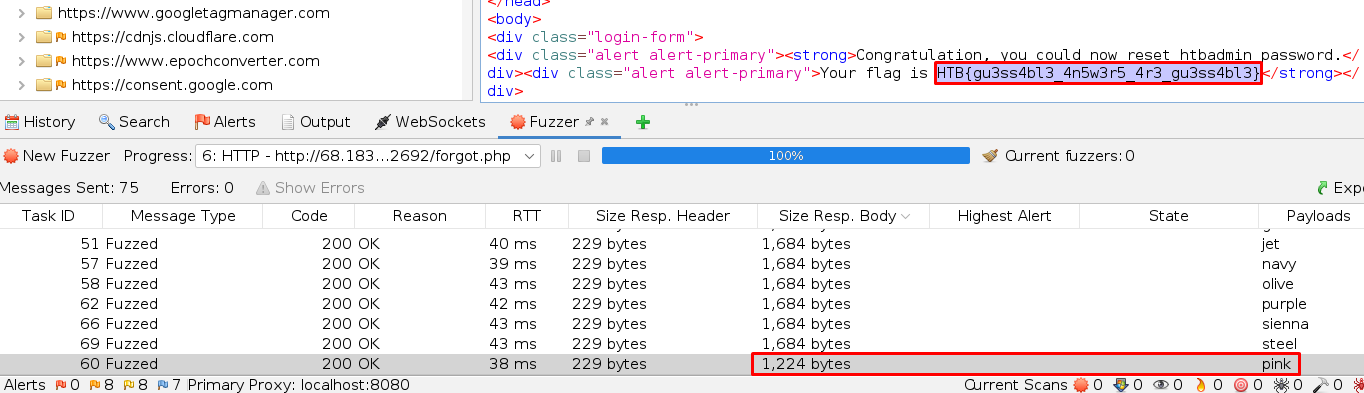 https://www.googletagmanager.com
https://cdnjs.cloudflare.com
https://www.epochconverter.com
https://consent.google.com
</head>
<body>
<div class="login-form">
<div class="alert alert-primary"><strong>Congratulation, you could now reset htbadmin password.</
div><div class="alert alert-primary">Your flag is HTB{gu3ss4bl3_4n5w3r5_4r3_gu3ss4bl3}</strong></
div>
History Search Alerts Output WebSockets Fuzzer
New Fuzzer Progress: 6: HTTP - http://68.183...2692/forgot.php 100% Current fuzzers: 0
Messages Sent: 75 Errors: 0 Show Errors Expo
Task ID Message Type Code Reason RTT Size Resp. Header Size Resp. Body Highest Alert State Payloads
51 Fuzzed 200 OK 40 ms 229 bytes 1,684 bytes jet
57 Fuzzed 200 OK 39 ms 229 bytes 1,684 bytes navy
58 Fuzzed 200 OK 43 ms 229 bytes 1,684 bytes olive
62 Fuzzed 200 OK 42 ms 229 bytes 1,684 bytes purple
66 Fuzzed 200 OK 43 ms 229 bytes 1,684 bytes sienna
69 Fuzzed 200 OK 43 ms 229 bytes 1,684 bytes steel
60 Fuzzed 200 OK 38 ms 229 bytes 1,224 bytes pink
Alerts 0 8 8 7 Primary Proxy: localhost:8080 Current Scans 0 0 0 0 0 0 0